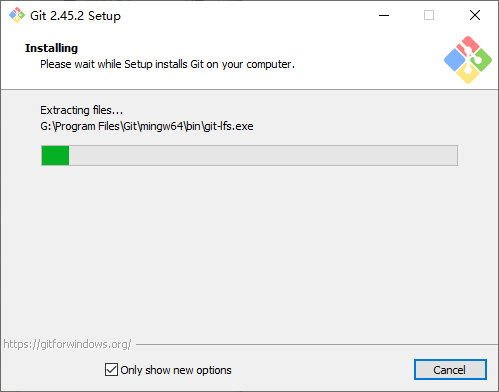 Git 2.45.2 Setup
Installing
Please wait while Setup installs Git on your computer.
Extracting files...
G:\Program Files\Git\mingw64\bin\git-lfs.exe
https://gitforwindows.org/
Only show new options
Cancel